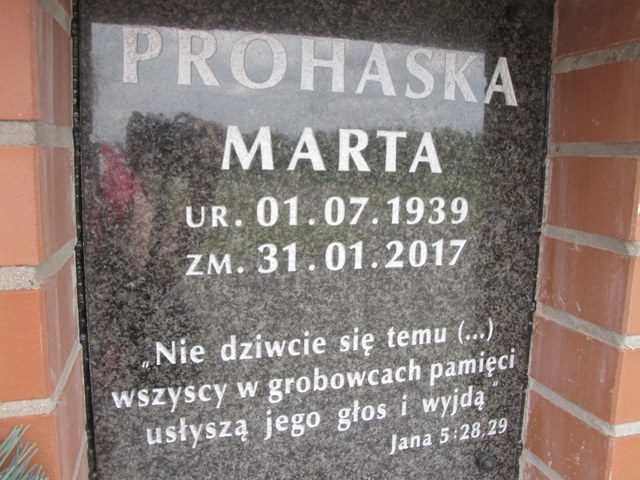 PROHASKA
MARTA
UR. 01.07.1939
ZM. 31.01.2017
„Nie dziwcie się temu (...)
wszyscy w grobowcach pamięci
usłyszą jego głos i wyjdą“
Jana 5:28,29